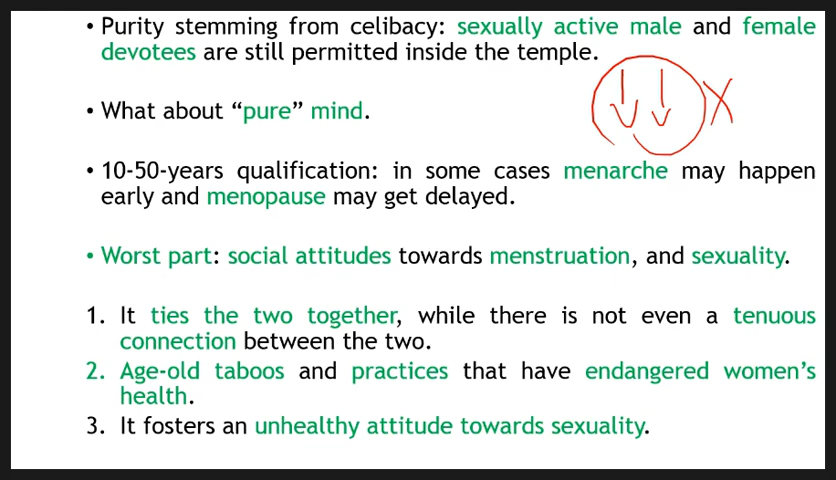 • Purity stemming from celibacy: sexually active male and female
devotees are still permitted inside the temple.
• What about “pure” mind.
• 10-50-years qualification: in some cases menarche may happen
early and menopause may get delayed.
• Worst part: social attitudes towards menstruation, and sexuality.
1. It ties the two together, while there is not even a tenuous
connection between the two.
2. Age-old taboos and practices that have endangered women’s
health.
3. It fosters an unhealthy attitude towards sexuality.